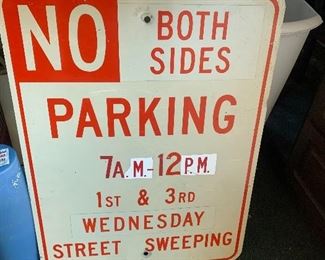 NO BOTH
SIDES
PARKING
7A.M.-12P.M.
1ST & 3RD
WEDNESDAY
STREET SWEEPING